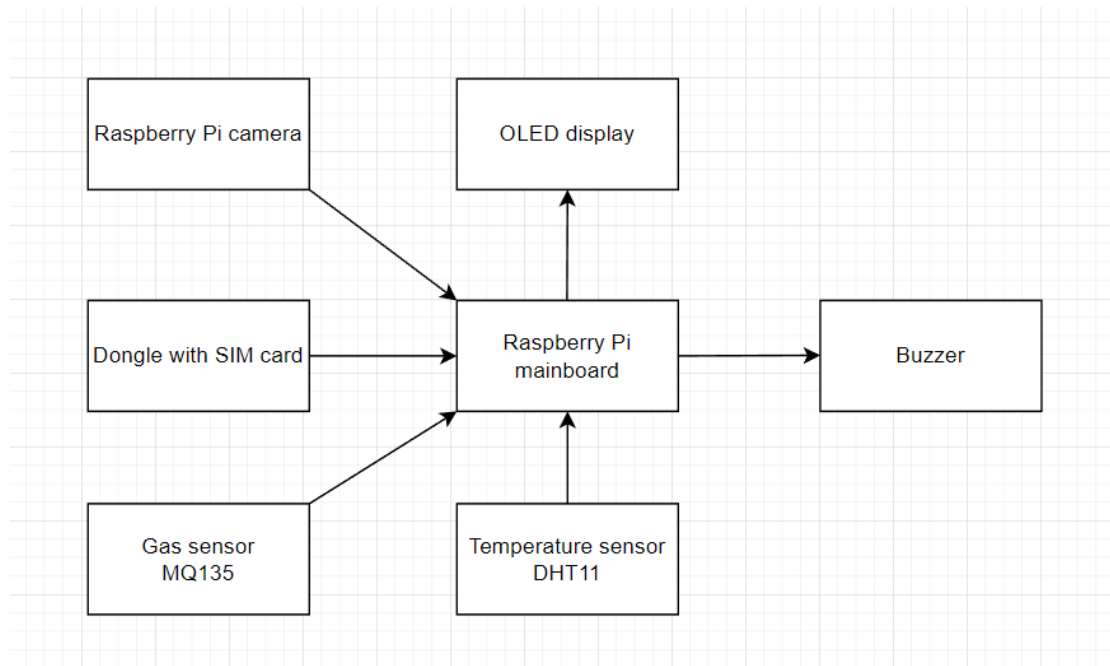 Raspberry Pi camera
OLED display
Dongle with SIM card
Raspberry Pi
mainboard
Buzzer
Gas sensor
MQ135
Temperature sensor
DHT11